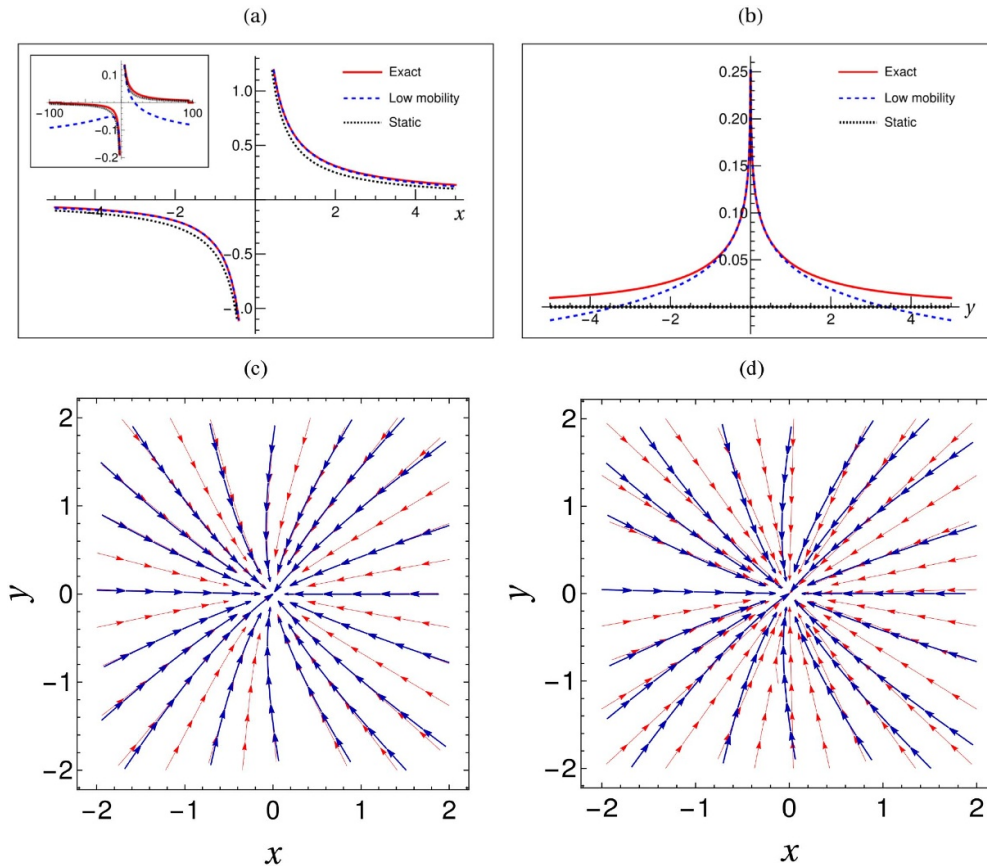 (a)
(b)
0.1
-100
100
-0.1
-0.2
1.0
0.5
-4
-2
2
4
x
-0.5
-1.0
Exact
Low mobility
Static
0.25
0.20
0.15
0.10
0.05
-4
-2
2
4
y
Exact
Low mobility
Static
(c)
(d)
2
1
0
-1
-2
y
-2
-1
0
1
2
x
2
1
0
-1
-2
y
-2
-1
0
1
2
x